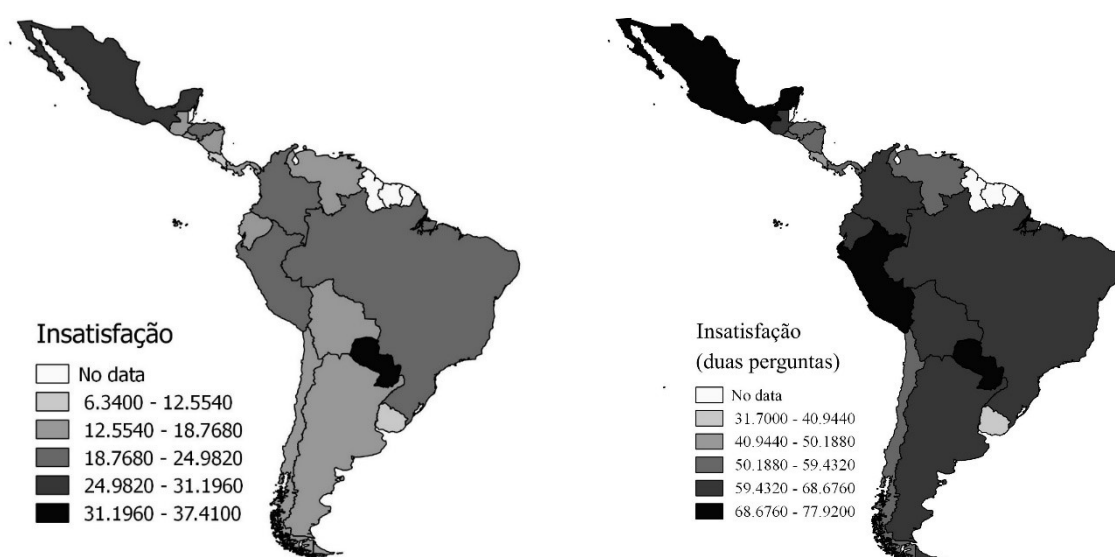 Insatisfação
No data
6.3400 - 12.5540
12.5540 - 18.7680
18.7680 - 24.9820
24.9820 - 31.1960
31.1960 - 37.4100
Insatisfação
(duas perguntas)
No data
31.7000 - 40.9440
40.9440 - 50.1880
50.1880 - 59.4320
59.4320 - 68.6760
68.6760 - 77.9200